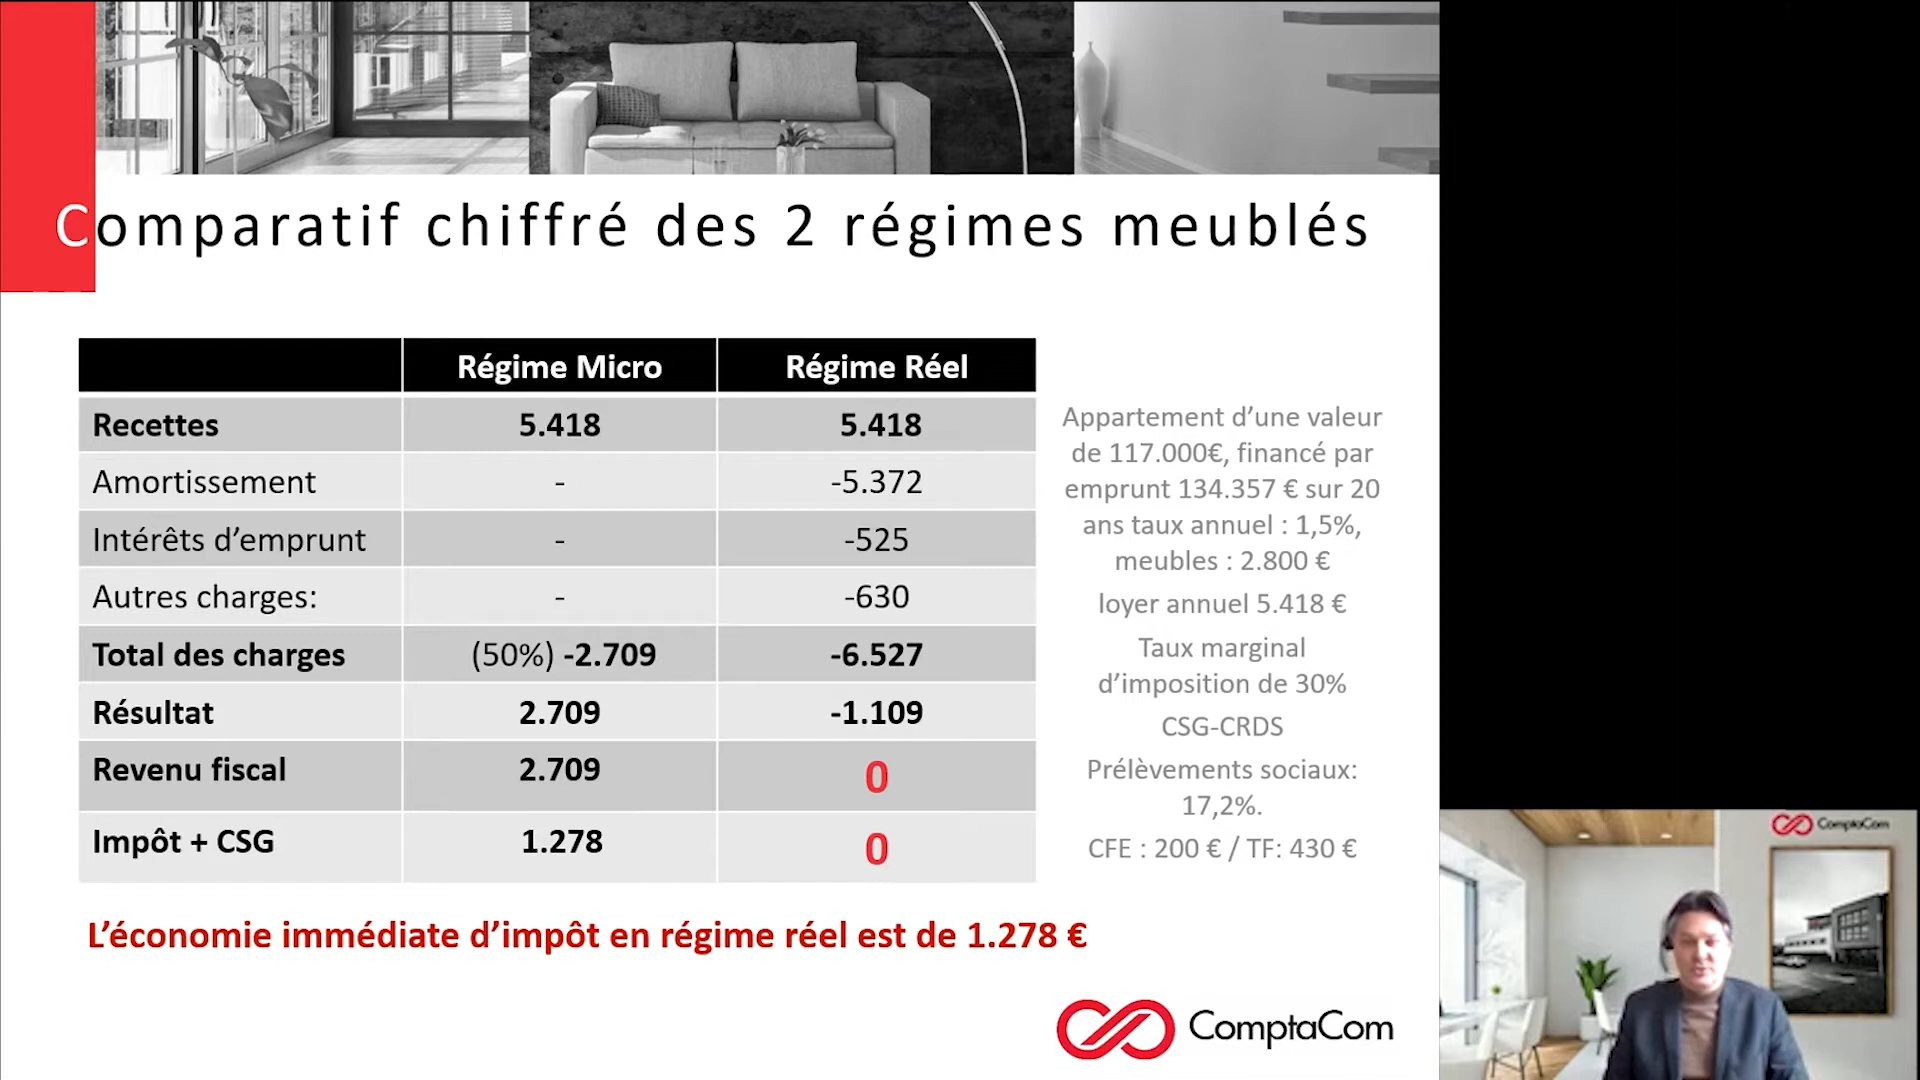 Comparatif chiffré des 2 régimes meublés
Régime Micro Régime Réel
Recettes 5.418 5.418
Amortissement - -5.372
Intérêts d’emprunt - -525
Autres charges: - -630
Total des charges (50%) -2.709 -6.527
Résultat 2.709 -1.109
Revenu fiscal 2.709 0
Impôt + CSG 1.278 0
Appartement d’une valeur
de 117.000€, financé par
emprunt 134.357 € sur 20
ans taux annuel : 1,5%,
meubles : 2.800 €
loyer annuel 5.418 €
Taux marginal
d’imposition de 30%
CSG-CRDS
Prélèvements sociaux:
17,2%.
CFE : 200 € / TF: 430 €
L’économie immédiate d’impôt en régime réel est de 1.278 €
ComptaCom
ComptaCom